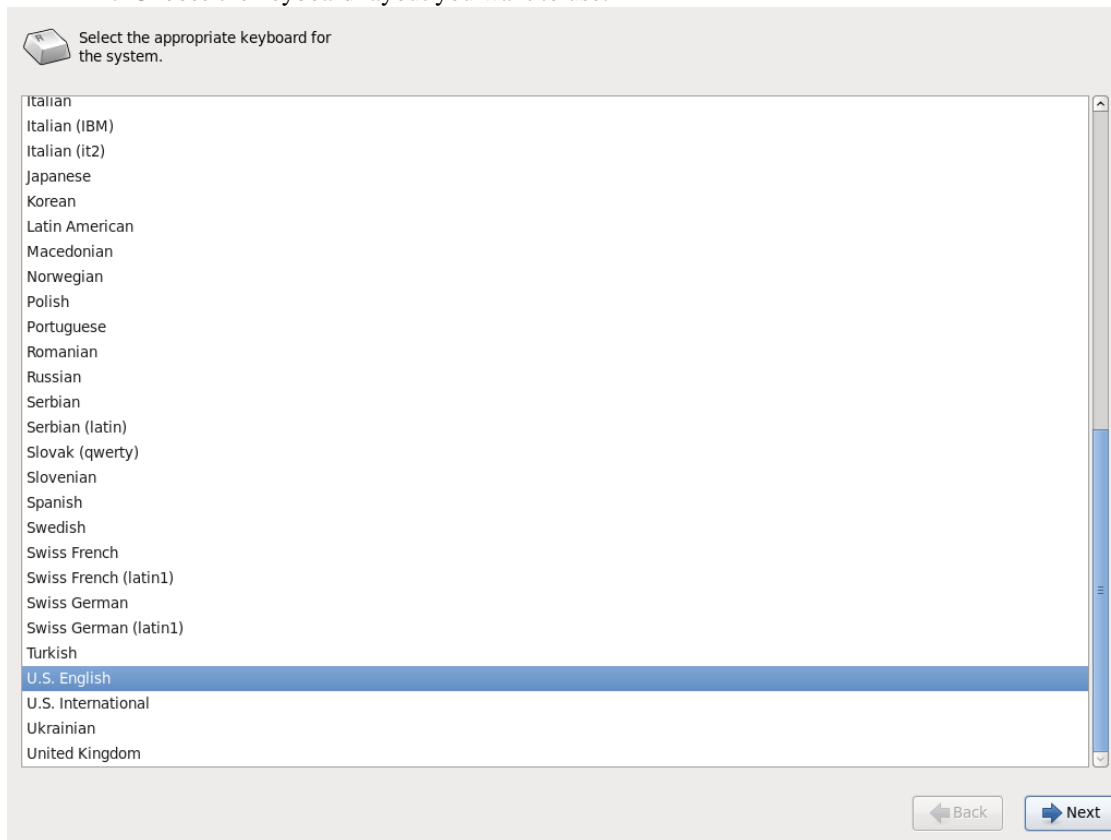 Select the appropriate keyboard for
the system.
Italian
Italian (IBM)
Italian (it2)
Japanese
Korean
Latin American
Macedonian
Norwegian
Polish
Portuguese
Romanian
Russian
Serbian
Serbian (latin)
Slovak (qwerty)
Slovenian
Spanish
Swedish
Swiss French
Swiss French (latin1)
Swiss German
Swiss German (latin1)
Turkish
U.S. English
U.S. International
Ukrainian
United Kingdom
Back
Next